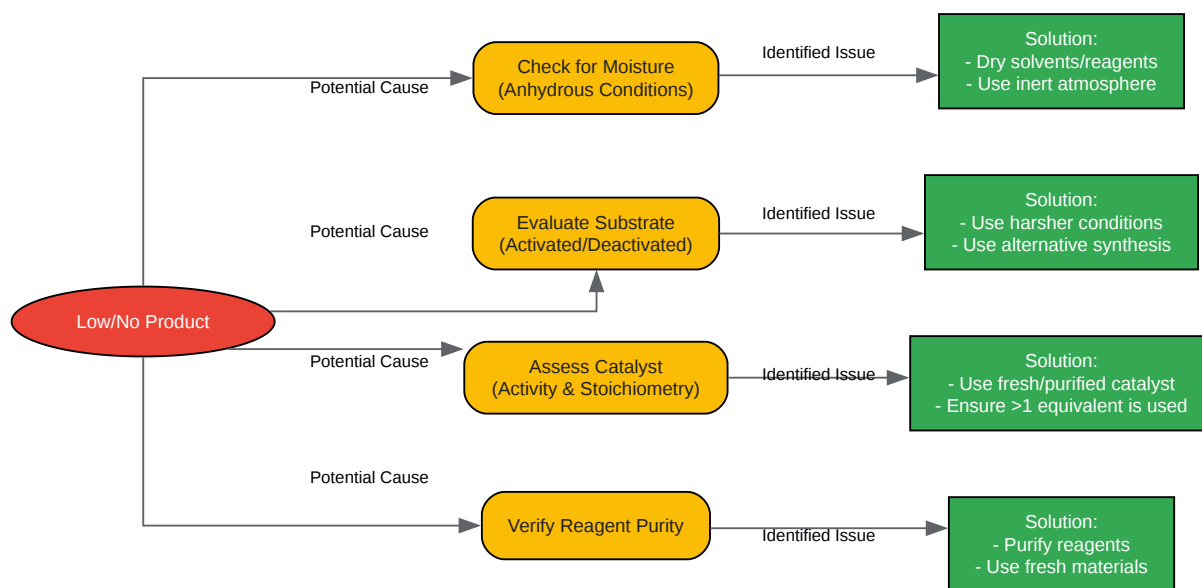 Low/No Product
Potential Cause
Check for Moisture
(Anhydrous Conditions)
Identified Issue
Solution:
- Dry solvents/reagents
- Use inert atmosphere
Potential Cause
Evaluate Substrate
(Activated/Deactivated)
Identified Issue
Solution:
- Use harsher conditions
- Use alternative synthesis
Potential Cause
Assess Catalyst
(Activity & Stoichiometry)
Identified Issue
Solution:
- Use fresh/purified catalyst
- Ensure >1 equivalent is used
Potential Cause
Verify Reagent Purity
Identified Issue
Solution:
- Purify reagents
- Use fresh materials